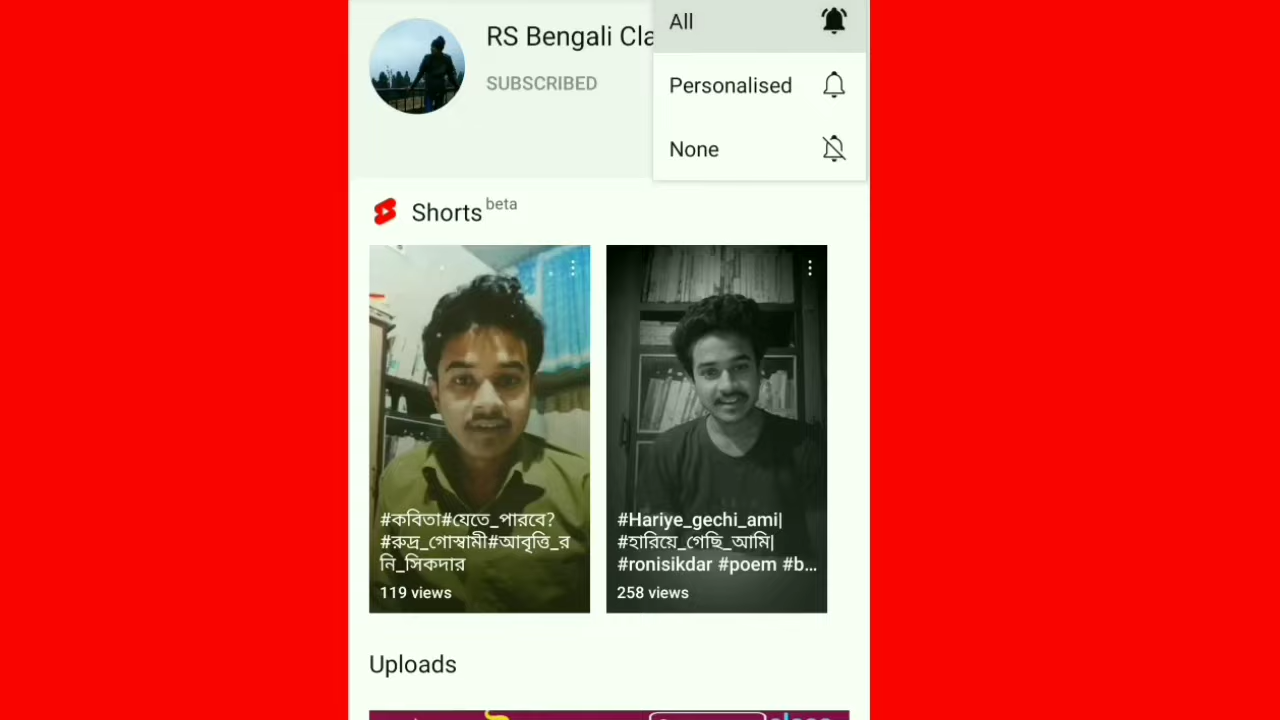 RS Bengali Cla
SUBSCRIBED
All
Personalised
None
Shorts beta
#কবিতা#যেতে_পারবে?
#রুদ্র_গোস্বামী#আবৃত্তি_র
নি_সিকদার
119 views
#Hariye_gechi_ami|
#হারিয়ে_গেছি_আমি|
#ronisikdar #poem #b...
258 views
Uploads